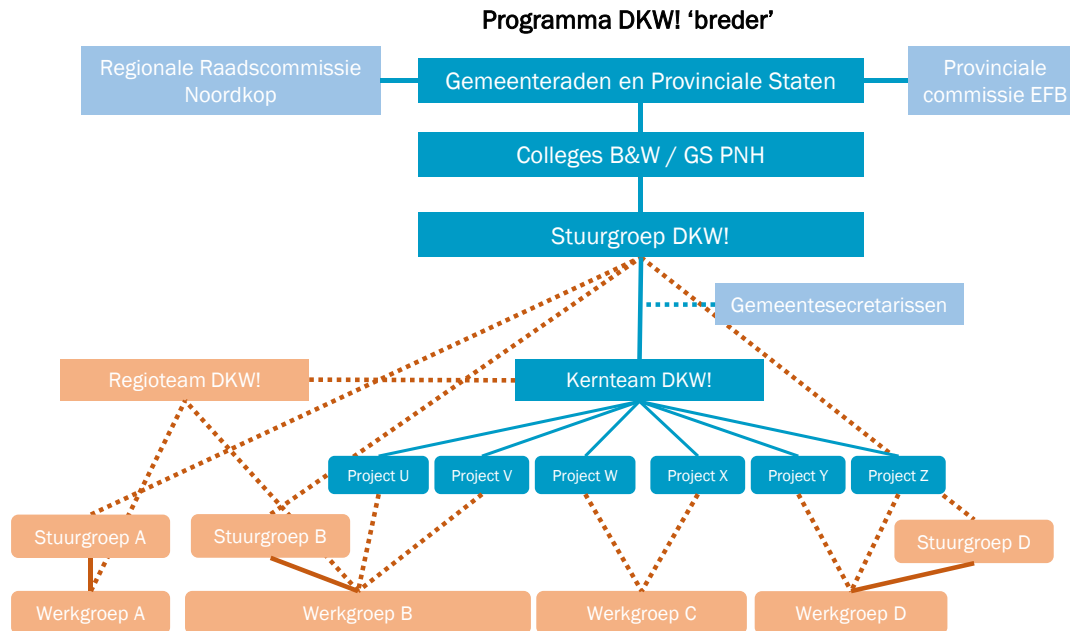 Programma DKW! ‘breder’
Regionale Raadscommissie
Noordkop
Gemeenteraden en Provinciale Staten
Provinciale
commissie EFB
Colleges B&W / GS PNH
Stuurgroep DKW!
Gemeentesecretarissen
Regioteam DKW!
Kernteam DKW!
Project U
Project V
Project W
Project X
Project Y
Project Z
Stuurgroep A
Stuurgroep B
Stuurgroep D
Werkgroep A
Werkgroep B
Werkgroep C
Werkgroep D